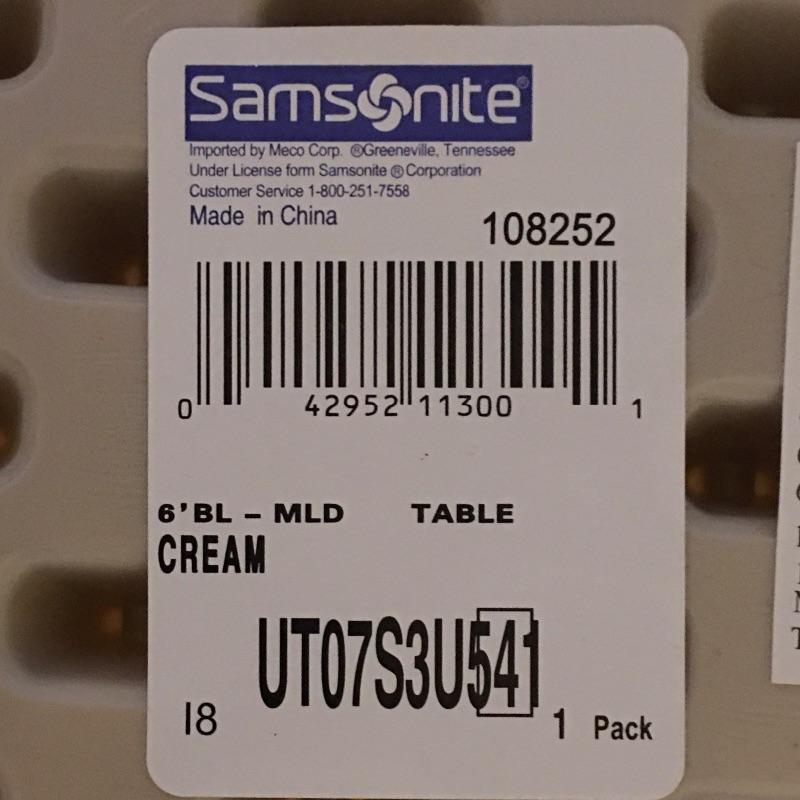 Samsonite®
Imported by Meco Corp. ®Greeneville, Tennessee
Under License form Samsonite ® Corporation
Customer Service 1-800-251-7558
Made in China
108252
0 42952 11300 1
6'BL - MLD TABLE
CREAM
UT07S3U541
I8
1 Pack